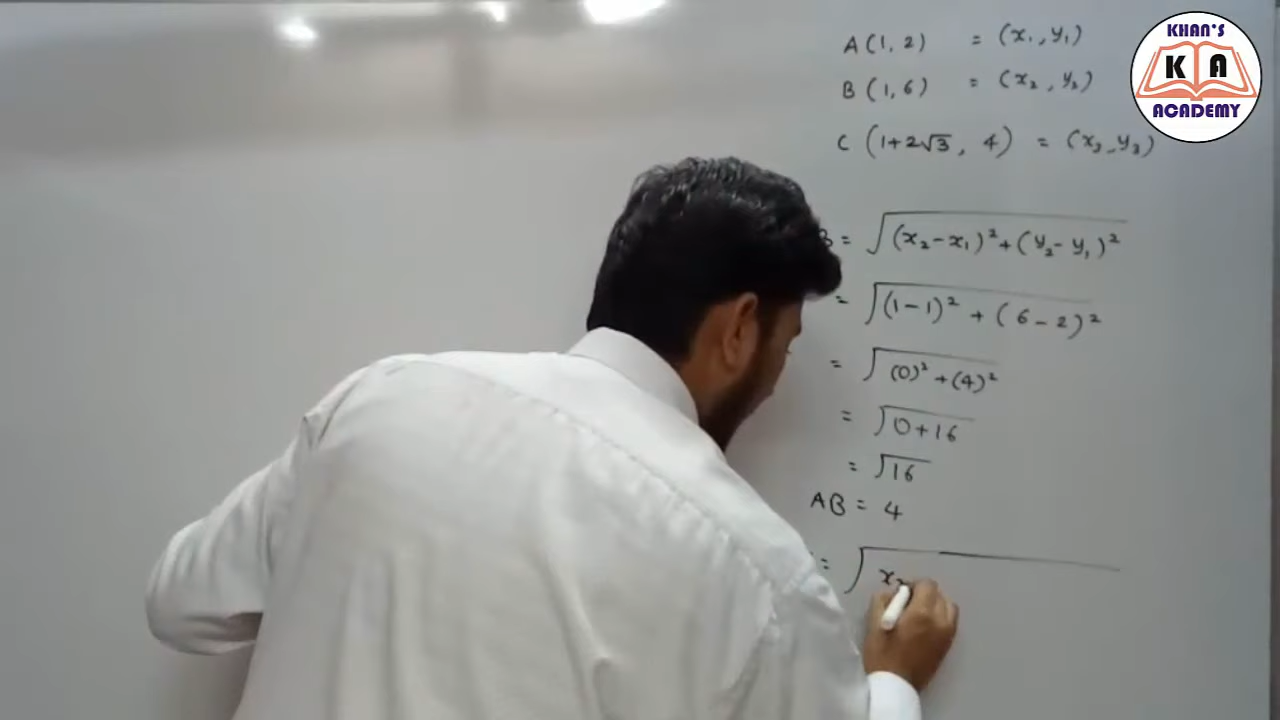 A (1, 2) = (x₁, y₁)
B (1, 6) = (x₂, y₂)
C (1+2√3, 4) = (x₃, y₃)
B = √(x₂-x₁)²+(y₂-y₁)²
= √(1-1)² + (6-2)²
= √(0)²+(4)²
= √0+16
= √16
AB = 4
= √x
KHAN'S
K A
ACADEMY